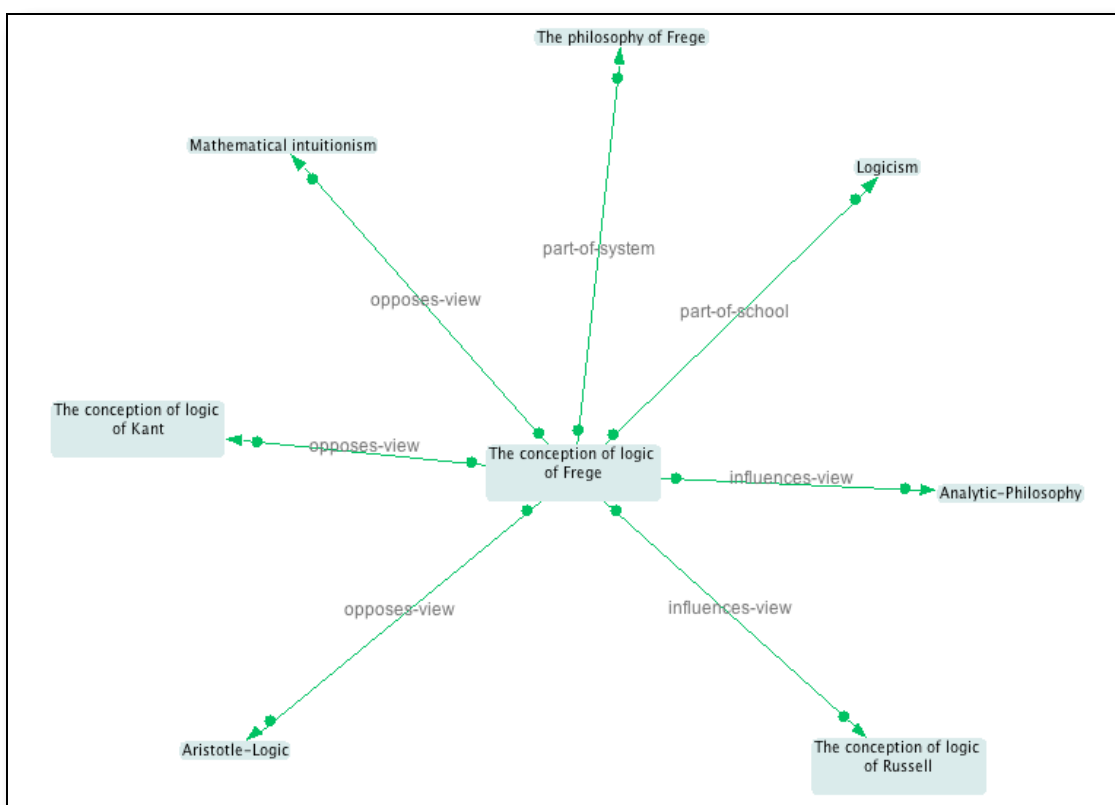 The philosophy of Frege
Mathematical intuitionism
Logicism
part-of-system
opposes-view
part-of-school
The conception of logic
of Kant
opposes-view
The conception of logic
of Frege
influences-view
Analytic-Philosophy
opposes-view
influences-view
Aristotle-Logic
The conception of logic
of Russell